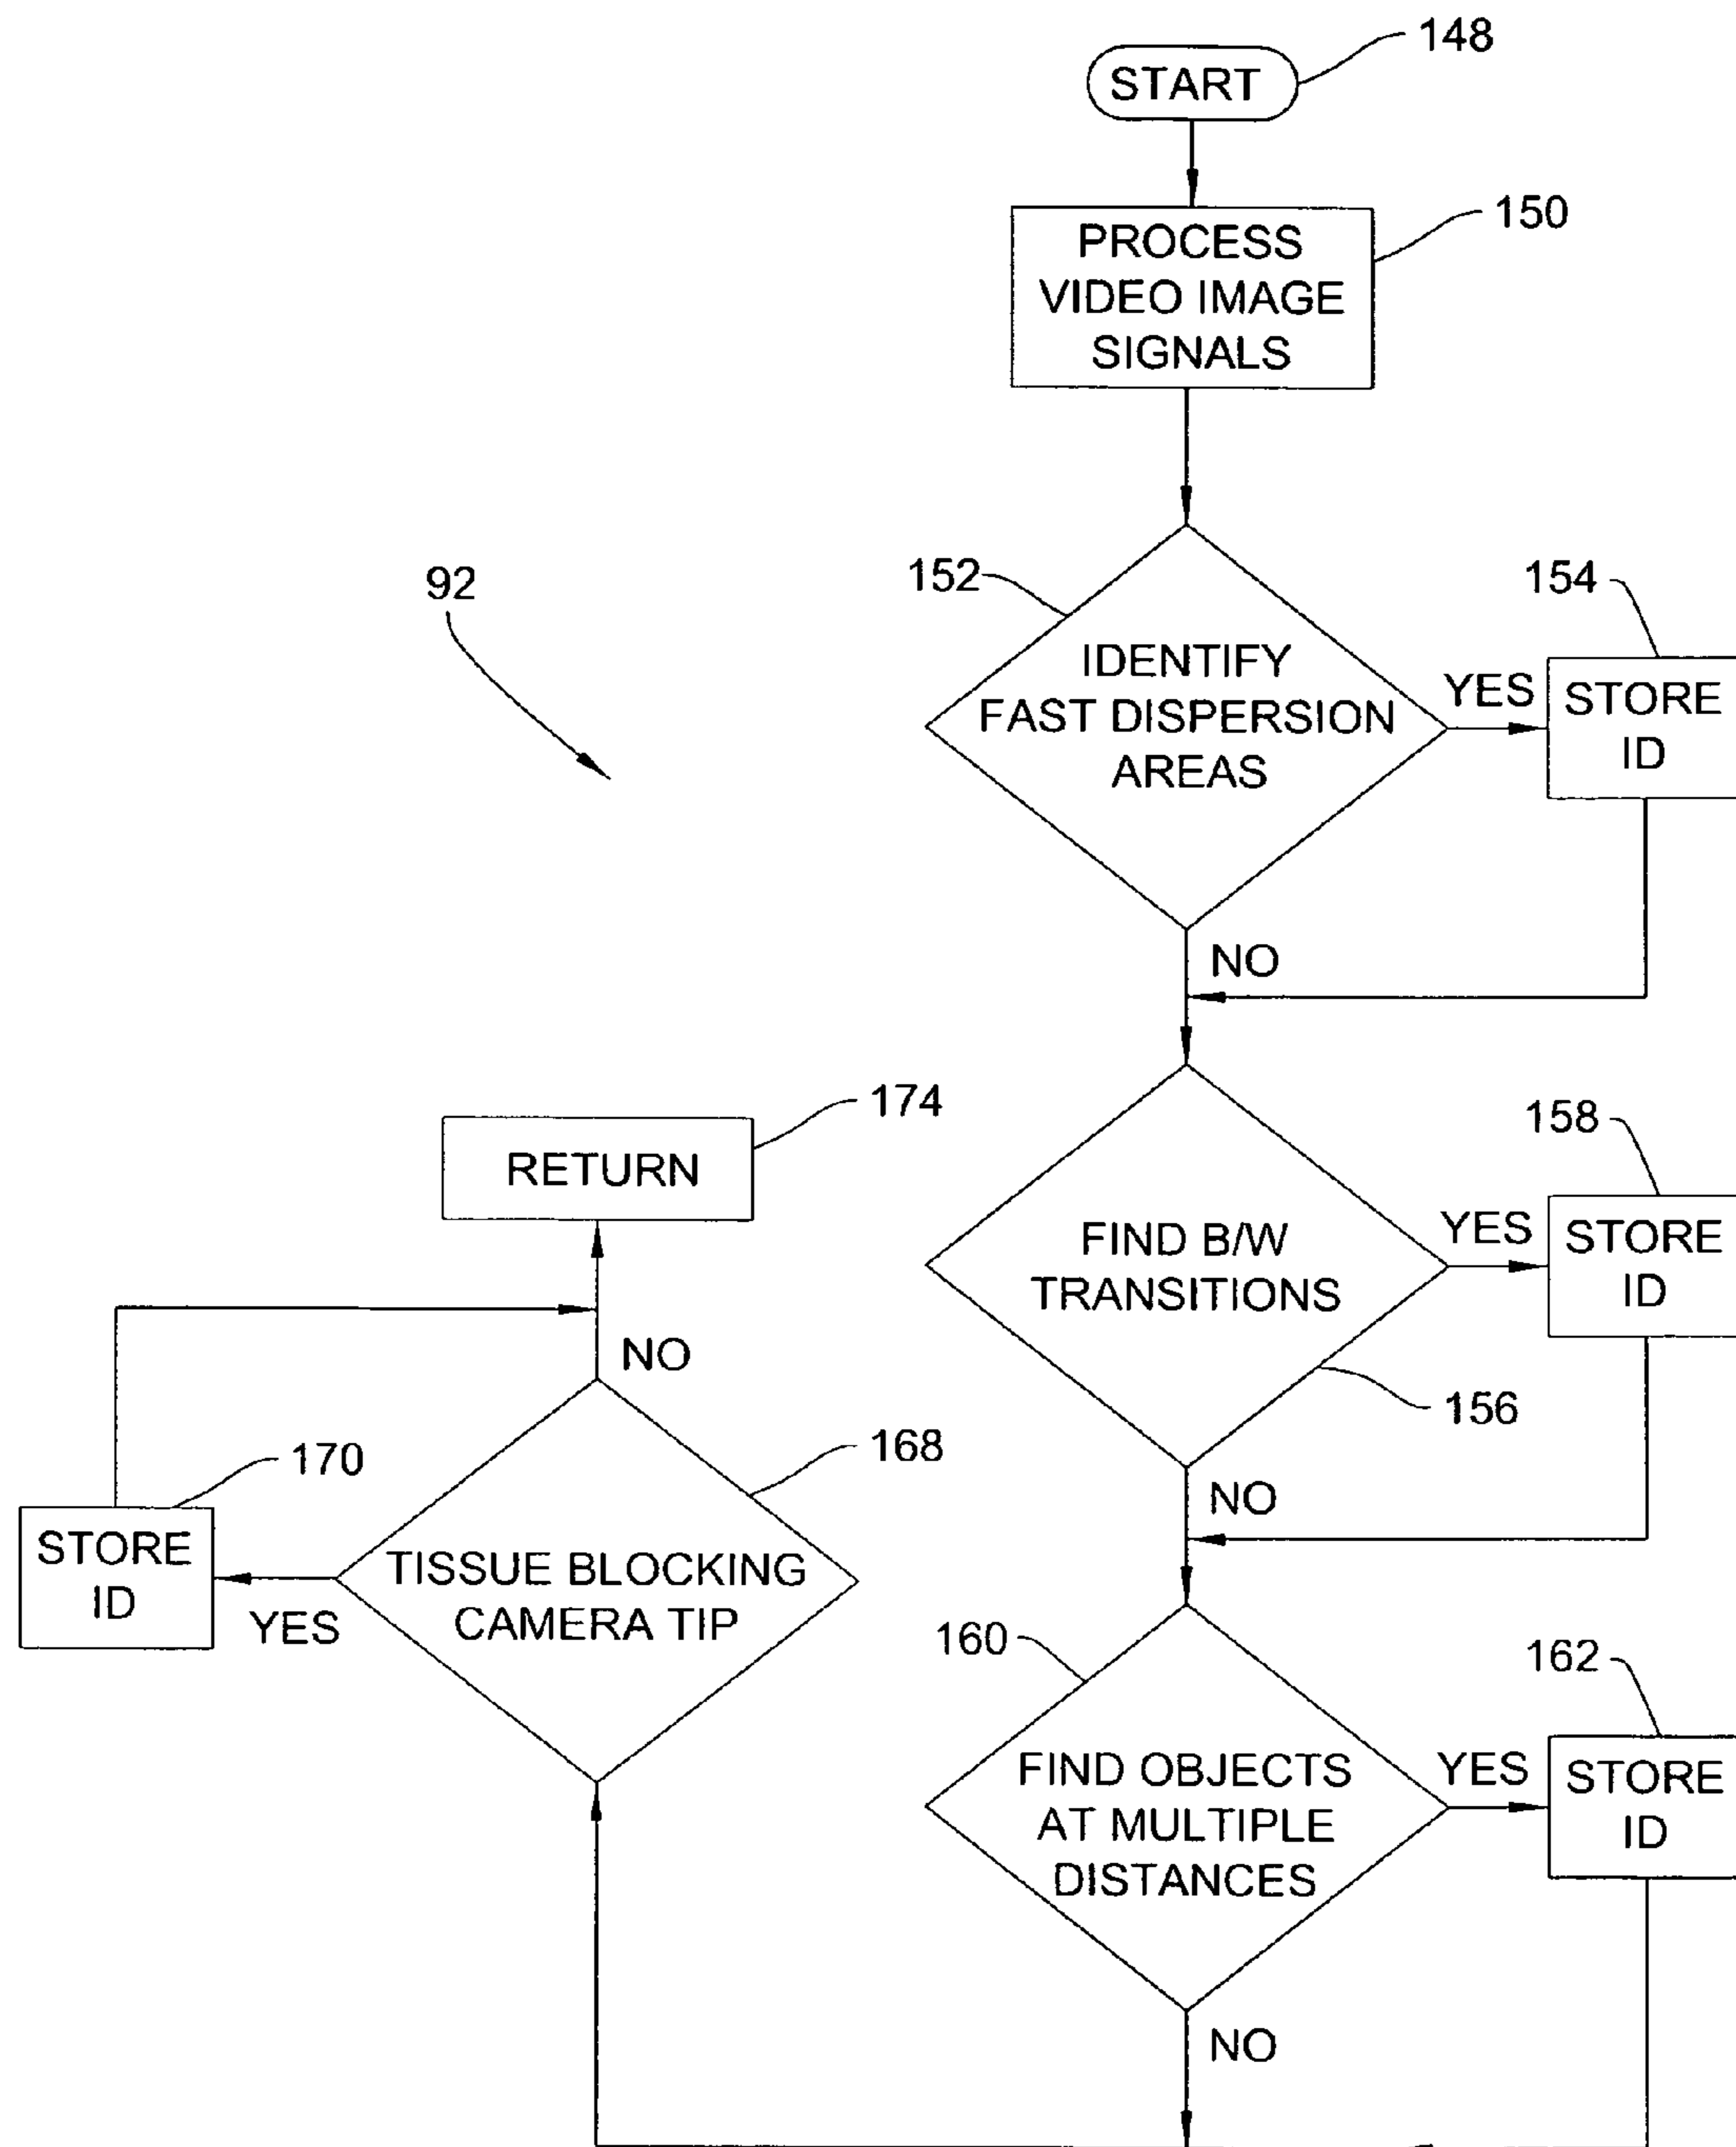 START
148
PROCESS
VIDEO IMAGE
SIGNALS
150
92
152
IDENTIFY
FAST DISPERSION
AREAS
YES
154
STORE
ID
NO
174
RETURN
FIND B/W
TRANSITIONS
YES
158
STORE
ID
156
NO
NO
168
170
STORE
ID
YES
TISSUE BLOCKING
CAMERA TIP
160
FIND OBJECTS
AT MULTIPLE
DISTANCES
YES
162
STORE
ID
NO